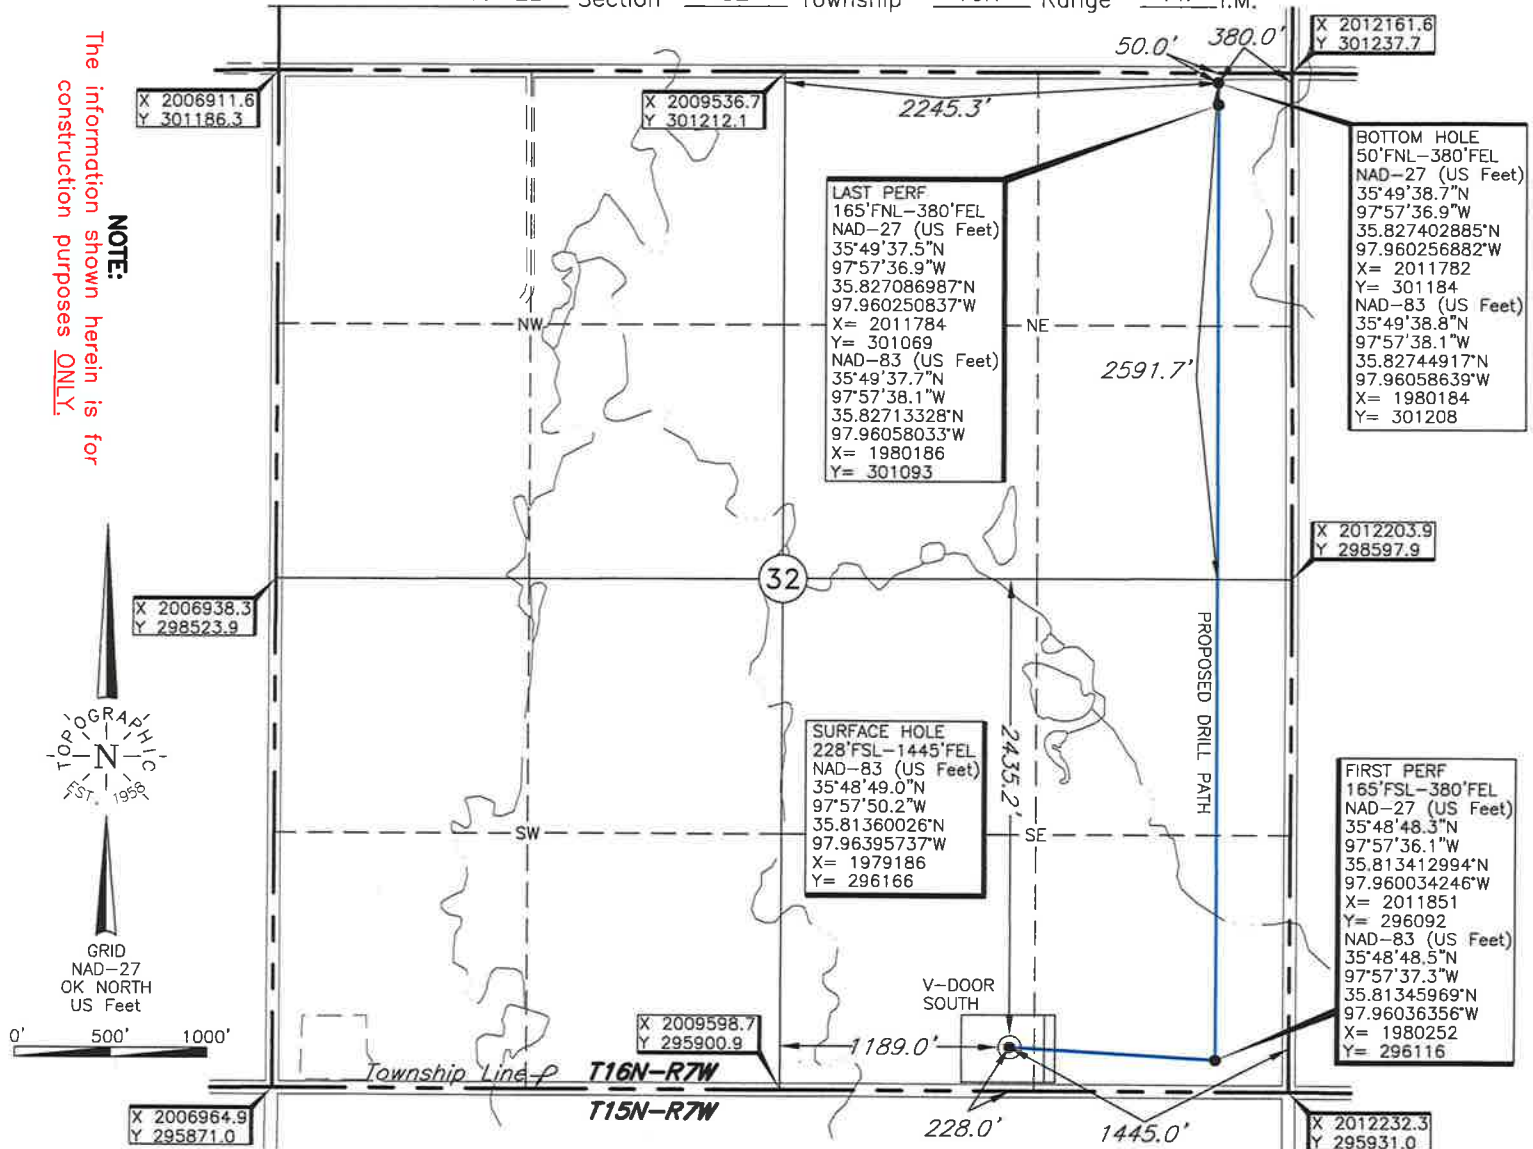 Section 32 Township 16N Range 7W I.M.
50.0'
380.0'
X 2012161.6
Y 301237.7
X 2006911.6
Y 301186.3
X 2009536.7
Y 301212.1
2245.3'
BOTTOM HOLE
50'FNL-380'FEL
NAD-27 (US Feet)
35°49'38.7"N
97°57'36.9"W
35.827402885°N
97.960256882°W
X= 2011782
Y= 301184
NAD-83 (US Feet)
35°49'38.8"N
97°57'38.1"W
35.82744917°N
97.96058639°W
X= 1980184
Y= 301208
LAST PERF
165'FNL-380'FEL
NAD-27 (US Feet)
35°49'37.5"N
97°57'36.9"W
35.827086987°N
97.960250837°W
X= 2011784
Y= 301069
NAD-83 (US Feet)
35°49'37.7"N
97°57'38.1"W
35.82713328°N
97.96058033°W
X= 1980186
Y= 301093
NOTE:
The information shown herein is for
construction purposes ONLY.
NW
NE
2591.7'
X 2012203.9
Y 298597.9
32
X 2006938.3
Y 298523.9
PROPOSED DRILL PATH
TOPOGRAPHIC
N
EST. 1958
SURFACE HOLE
228'FSL-1445'FEL
NAD-83 (US Feet)
35°48'49.0"N
97°57'50.2"W
35.81360026°N
97.96395737°W
X= 1979186
Y= 296166
2435.2'
FIRST PERF
165'FSL-380'FEL
NAD-27 (US Feet)
35°48'48.3"N
97°57'36.1"W
35.813412994°N
97.960034246°W
X= 2011851
Y= 296092
NAD-83 (US Feet)
35°48'48.5"N
97°57'37.3"W
35.81345969°N
97.96036356°W
X= 1980252
Y= 296116
SW
SE
GRID
NAD-27
OK NORTH
US Feet
0' 500' 1000'
V-DOOR
SOUTH
X 2009598.7
Y 295900.9
1189.0'
Township Line
T16N-R7W
T15N-R7W
X 2006964.9
Y 295871.0
228.0'
1445.0'
X 2012232.3
Y 295931.0